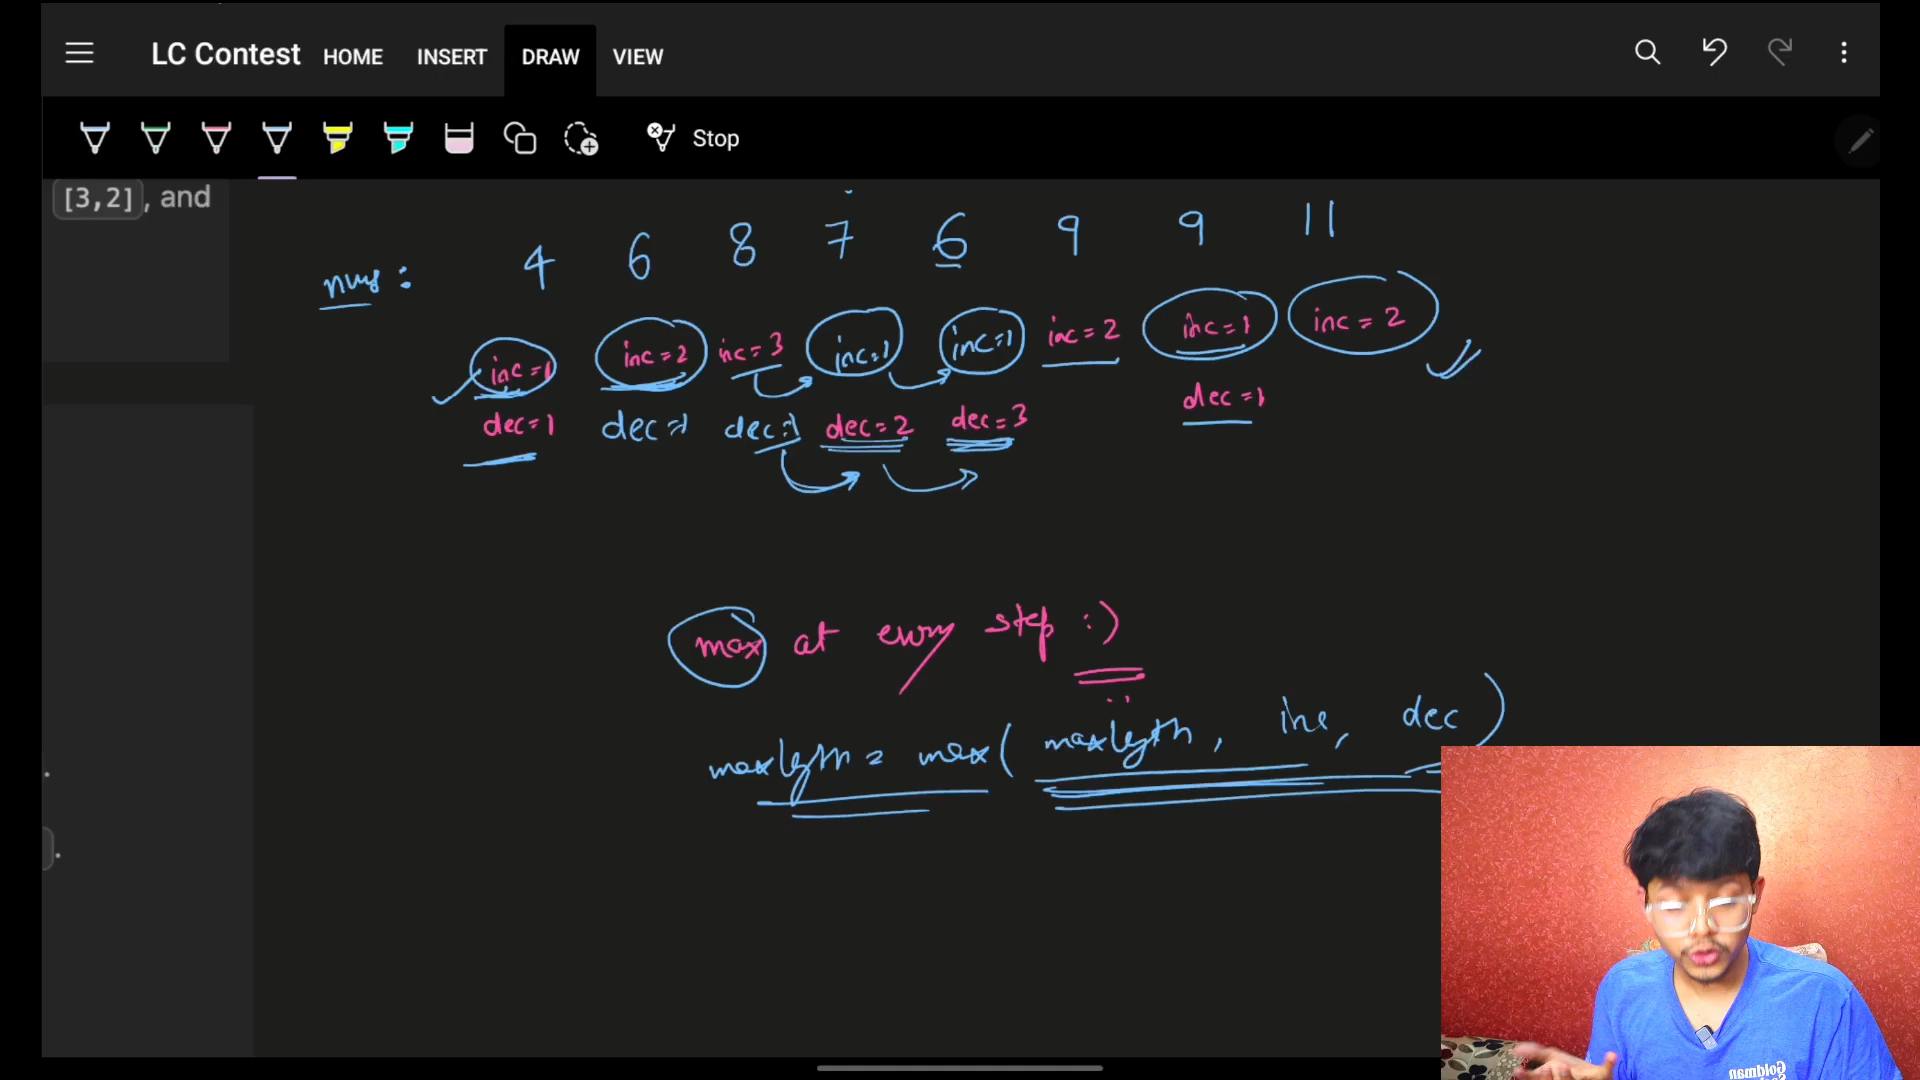 LC Contest HOME INSERT DRAW VIEW
Stop
[3,2], and
4 6 8 7 6 9 9 11
nums :
inc=1 inc=2 inc=3 inc=1 inc=1 inc=2 inc=1 inc=2
dec=1 dec=1 dec=1 dec=2 dec=3 dec=1
max at every step :)
maxlength = max( maxlength, inc, dec )
Goldman